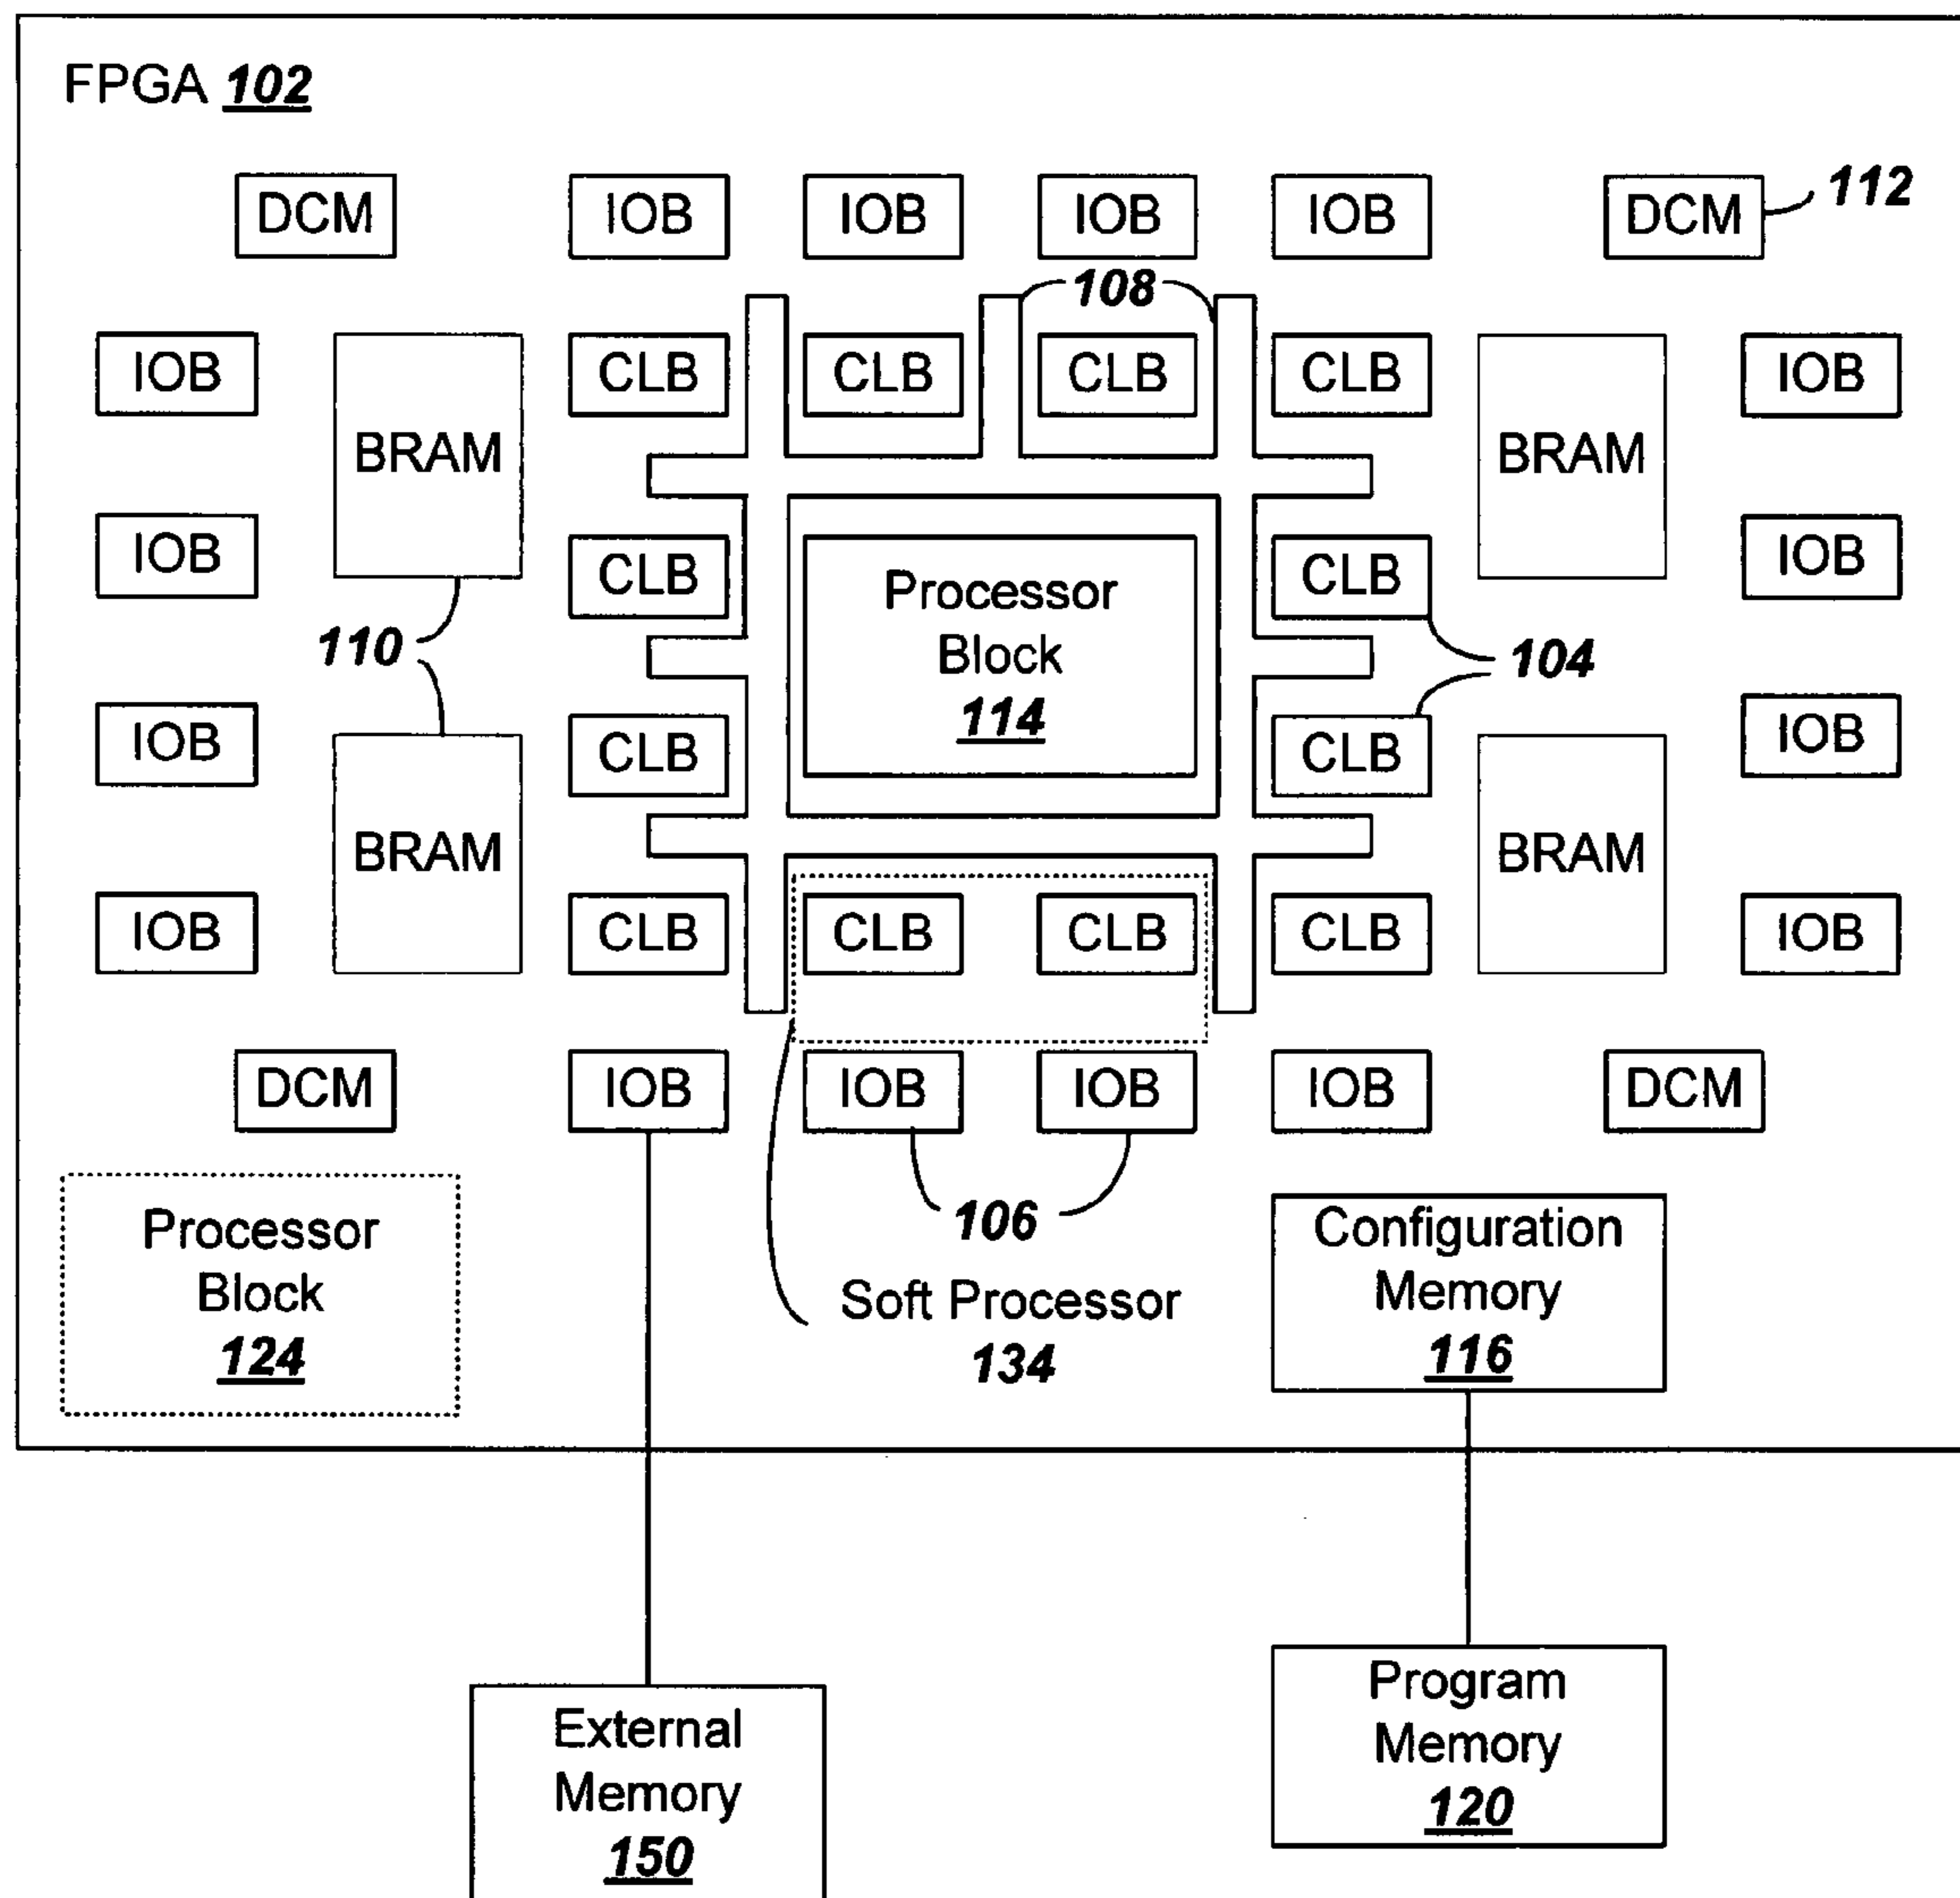 FPGA 102
DCM IOB IOB IOB IOB DCM 112
108
IOB BRAM CLB CLB CLB CLB BRAM IOB
IOB CLB Processor Block 114 CLB IOB
110 104
IOB CLB CLB IOB
IOB BRAM CLB CLB CLB CLB BRAM IOB
DCM IOB IOB IOB IOB DCM
106
Processor
Block
124
Soft Processor
134
Configuration
Memory
116
External
Memory
150
Program
Memory
120